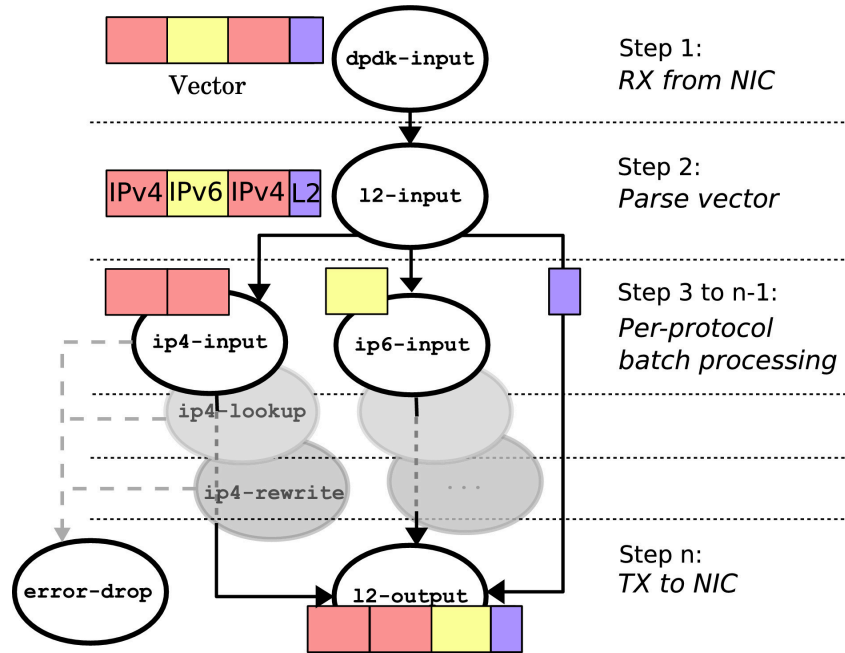 dpdk-input
Step 1:
RX from NIC
Vector
Step 2:
Parse vector
IPv4 IPv6 IPv4 L2
l2-input
Step 3 to n-1:
Per-protocol
batch processing
ip4-input
ip6-input
ip4-lookup
ip4-rewrite
...
Step n:
TX to NIC
error-drop
l2-output